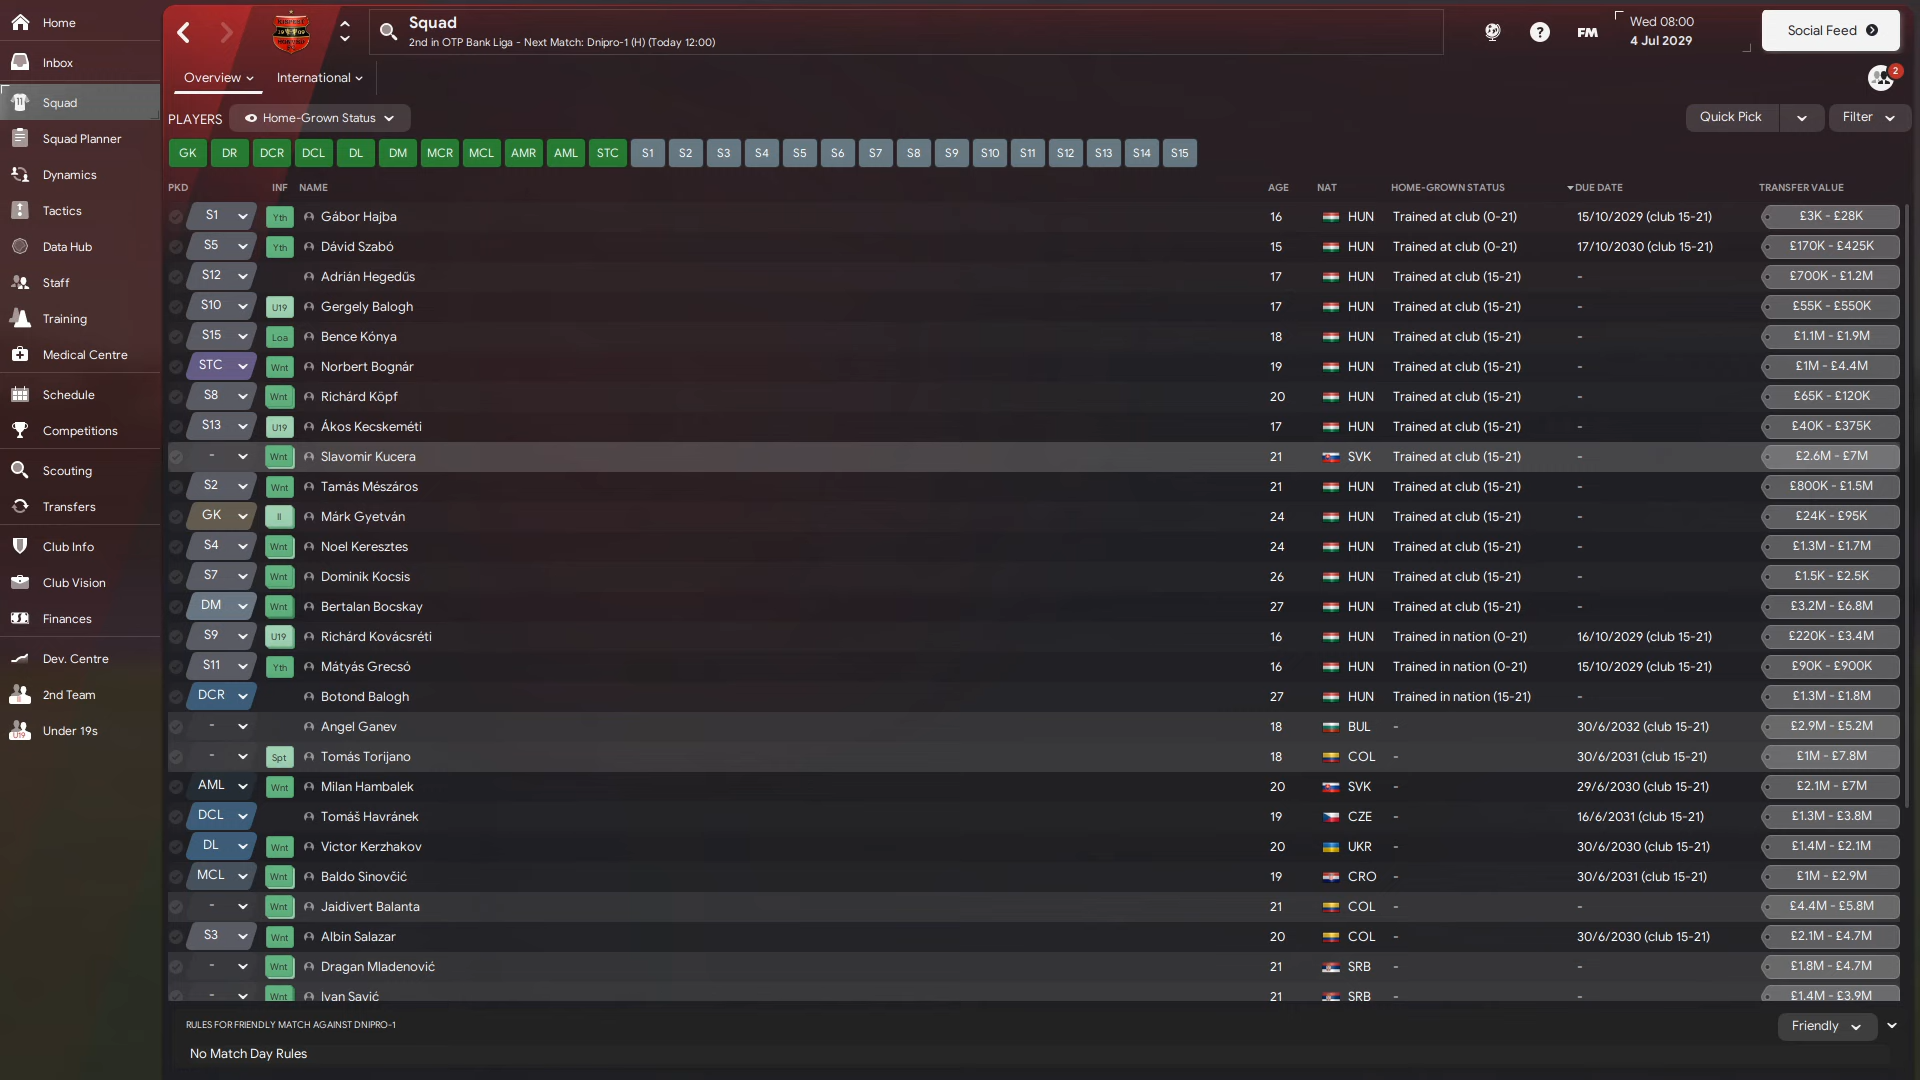 Home
Inbox
Squad
Squad Planner
Dynamics
Tactics
Data Hub
Staff
Training
Medical Centre
Schedule
Competitions
Scouting
Transfers
Club Info
Club Vision
Finances
Dev. Centre
2nd Team
U19 Under 19s
Squad
2nd in OTP Bank Liga - Next Match: Dnipro-1 (H) (Today 12:00)
FM
Wed 08:00
4 Jul 2029
Social Feed
Overview International
2
PLAYERS Home-Grown Status Quick Pick Filter
GK DR DCR DCL DL DM MCR MCL AMR AML STC S1 S2 S3 S4 S5 S6 S7 S8 S9 S10 S11 S12 S13 S14 S15
PKD INF NAME AGE NAT HOME-GROWN STATUS DUE DATE TRANSFER VALUE
S1 Yth Gábor Hajba 16 HUN Trained at club (0-21) 15/10/2029 (club 15-21) £3K - £28K
S5 Yth Dávid Szabó 15 HUN Trained at club (0-21) 17/10/2030 (club 15-21) £170K - £425K
S12 Adrián Hegedüs 17 HUN Trained at club (15-21) - £700K - £1.2M
S10 U19 Gergely Balogh 17 HUN Trained at club (15-21) - £55K - £550K
S15 Loa Bence Kónya 18 HUN Trained at club (15-21) - £1.1M - £1.9M
STC Wnt Norbert Bognár 19 HUN Trained at club (15-21) - £1M - £4.4M
S8 Wnt Richárd Köpf 20 HUN Trained at club (15-21) - £65K - £120K
S13 U19 Ákos Kecskeméti 17 HUN Trained at club (15-21) - £40K - £375K
- Wnt Slavomir Kucera 21 SVK Trained at club (15-21) - £2.6M - £7M
S2 Wnt Tamás Mészáros 21 HUN Trained at club (15-21) - £800K - £1.5M
GK II Márk Gyetván 24 HUN Trained at club (15-21) - £24K - £95K
S4 Wnt Noel Keresztes 24 HUN Trained at club (15-21) - £1.3M - £1.7M
S7 Wnt Dominik Kocsis 26 HUN Trained at club (15-21) - £1.5K - £2.5K
DM Wnt Bertalan Bocskay 27 HUN Trained at club (15-21) - £3.2M - £6.8M
S9 U19 Richárd Kovácsréti 16 HUN Trained in nation (0-21) 16/10/2029 (club 15-21) £220K - £3.4M
S11 Yth Mátyás Grecsó 16 HUN Trained in nation (0-21) 15/10/2029 (club 15-21) £90K - £900K
DCR Botond Balogh 27 HUN Trained in nation (15-21) - £1.3M - £1.8M
- Angel Ganev 18 BUL - 30/6/2032 (club 15-21) £2.9M - £5.2M
- Spt Tomás Torijano 18 COL - 30/6/2031 (club 15-21) £1M - £7.8M
AML Wnt Milan Hambalek 20 SVK - 29/6/2030 (club 15-21) £2.1M - £7M
DCL Tomáš Havránek 19 CZE - 16/6/2031 (club 15-21) £1.3M - £3.8M
DL Wnt Victor Kerzhakov 20 UKR - 30/6/2030 (club 15-21) £1.4M - £2.1M
MCL Wnt Baldo Sinovčić 19 CRO - 30/6/2031 (club 15-21) £1M - £2.9M
- Wnt Jaidivert Balanta 21 COL - - £4.4M - £5.8M
S3 Wnt Albin Salazar 20 COL - 30/6/2030 (club 15-21) £2.1M - £4.7M
- Wnt Dragan Mladenović 21 SRB - - £1.8M - £4.7M
- Wnt Ivan Savić 21 SRB - - £1.4M - £3.9M
RULES FOR FRIENDLY MATCH AGAINST DNIPRO-1 Friendly
No Match Day Rules